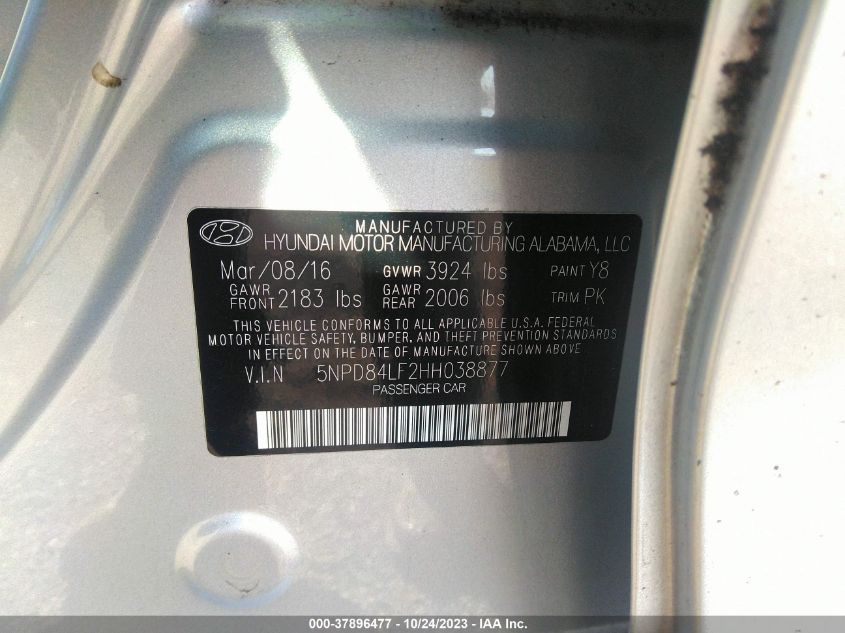 MANUFACTURED BY
HYUNDAI MOTOR MANUFACTURING ALABAMA, LLC
Mar/08/16 GVWR 3924 lbs PAINT Y8
GAWR FRONT 2183 lbs GAWR REAR 2006 lbs TRIM PK
THIS VEHICLE CONFORMS TO ALL APPLICABLE U.S.A. FEDERAL
MOTOR VEHICLE SAFETY, BUMPER, AND THEFT PREVENTION STANDARDS
IN EFFECT ON THE DATE OF MANUFACTURE SHOWN ABOVE
V.I.N 5NPD84LF2HH038877
PASSENGER CAR
000-37896477 - 10/24/2023 - IAA Inc.